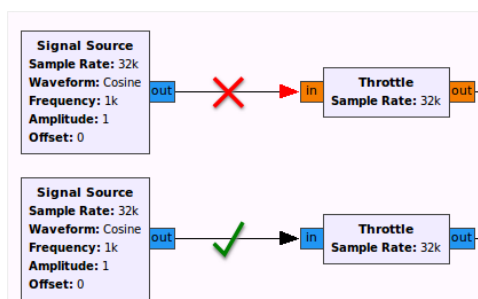 Signal Source
Sample Rate: 32k
Waveform: Cosine
Frequency: 1k
Amplitude: 1
Offset: 0
out
in
Throttle
Sample Rate: 32k
out
Signal Source
Sample Rate: 32k
Waveform: Cosine
Frequency: 1k
Amplitude: 1
Offset: 0
out
in
Throttle
Sample Rate: 32k
out